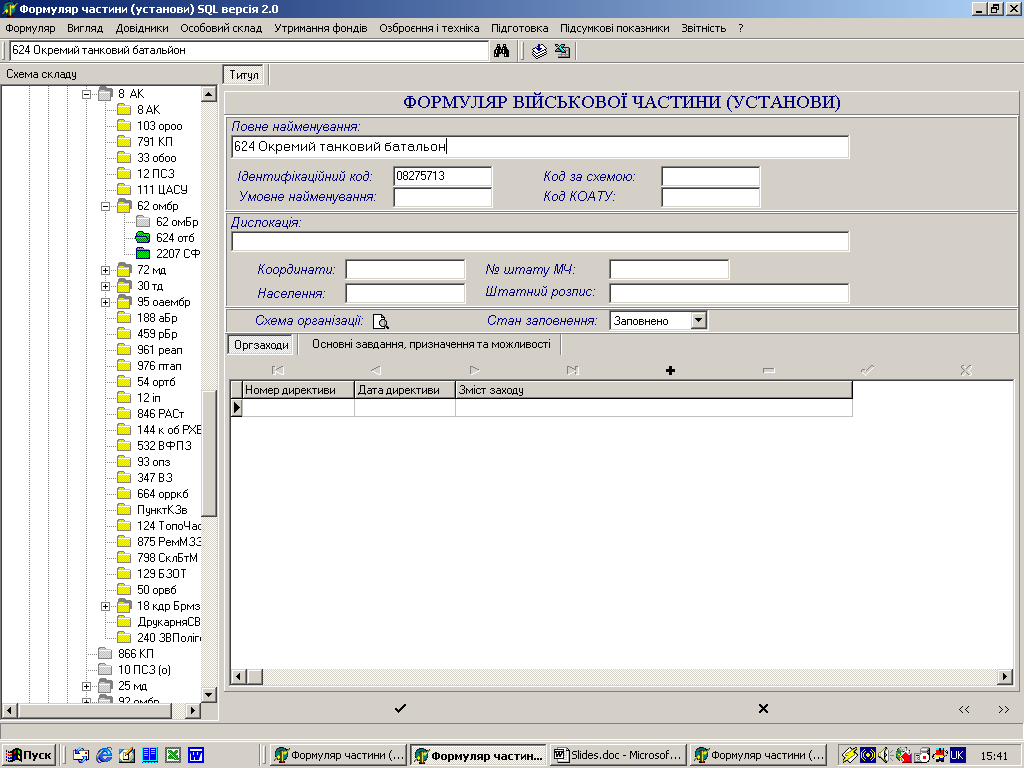 Формуляр частини (установи) SQL версія 2.0
Формуляр Вигляд Довідники Особовий склад Утримання фондів Озброєння і техніка Підготовка Підсумкові показники Звітність ?
624 Окремий танковий батальйон
Схема складу
Титул
8 АК
8 АК
103 ороо
791 КП
33 обоо
12 ПСЗ
111 ЦАСУ
62 омбр
62 омБр
624 отб
2207 СФ
72 мд
30 тд
95 оаембр
188 аБр
459 рБр
961 реап
976 птап
54 ортб
12 іп
846 РАСт
144 к об РХБ
532 ВФПЗ
93 опз
347 ВЗ
664 орркб
ПунктКЗв
124 ТопоЧас
875 РемМЗЗ
798 СклБтМ
129 БЗОТ
50 орвб
18 кдр Брмз
ДрукарняСВ
240 ЗВПоліг
866 КП
10 ПСЗ (о)
25 мд
92 омбр
ФОРМУЛЯР ВІЙСЬКОВОЇ ЧАСТИНИ (УСТАНОВИ)
Повне найменування:
624 Окремий танковий батальон
Ідентифікаційний код: 08275713 Код за схемою:
Умовне найменування: Код КОАТУ:
Дислокація:
Координати: № штату МЧ:
Населення: Штатний розпис:
Схема організації: Стан заповнення: Заповнено
Оргзаходи Основні завдання, призначення та можливості
Номер директиви Дата директиви Зміст заходу
<< >>
Пуск Формуляр частини (... Формуляр частин... Slides.doc - Microsof... Формуляр частини (... UK 15:41